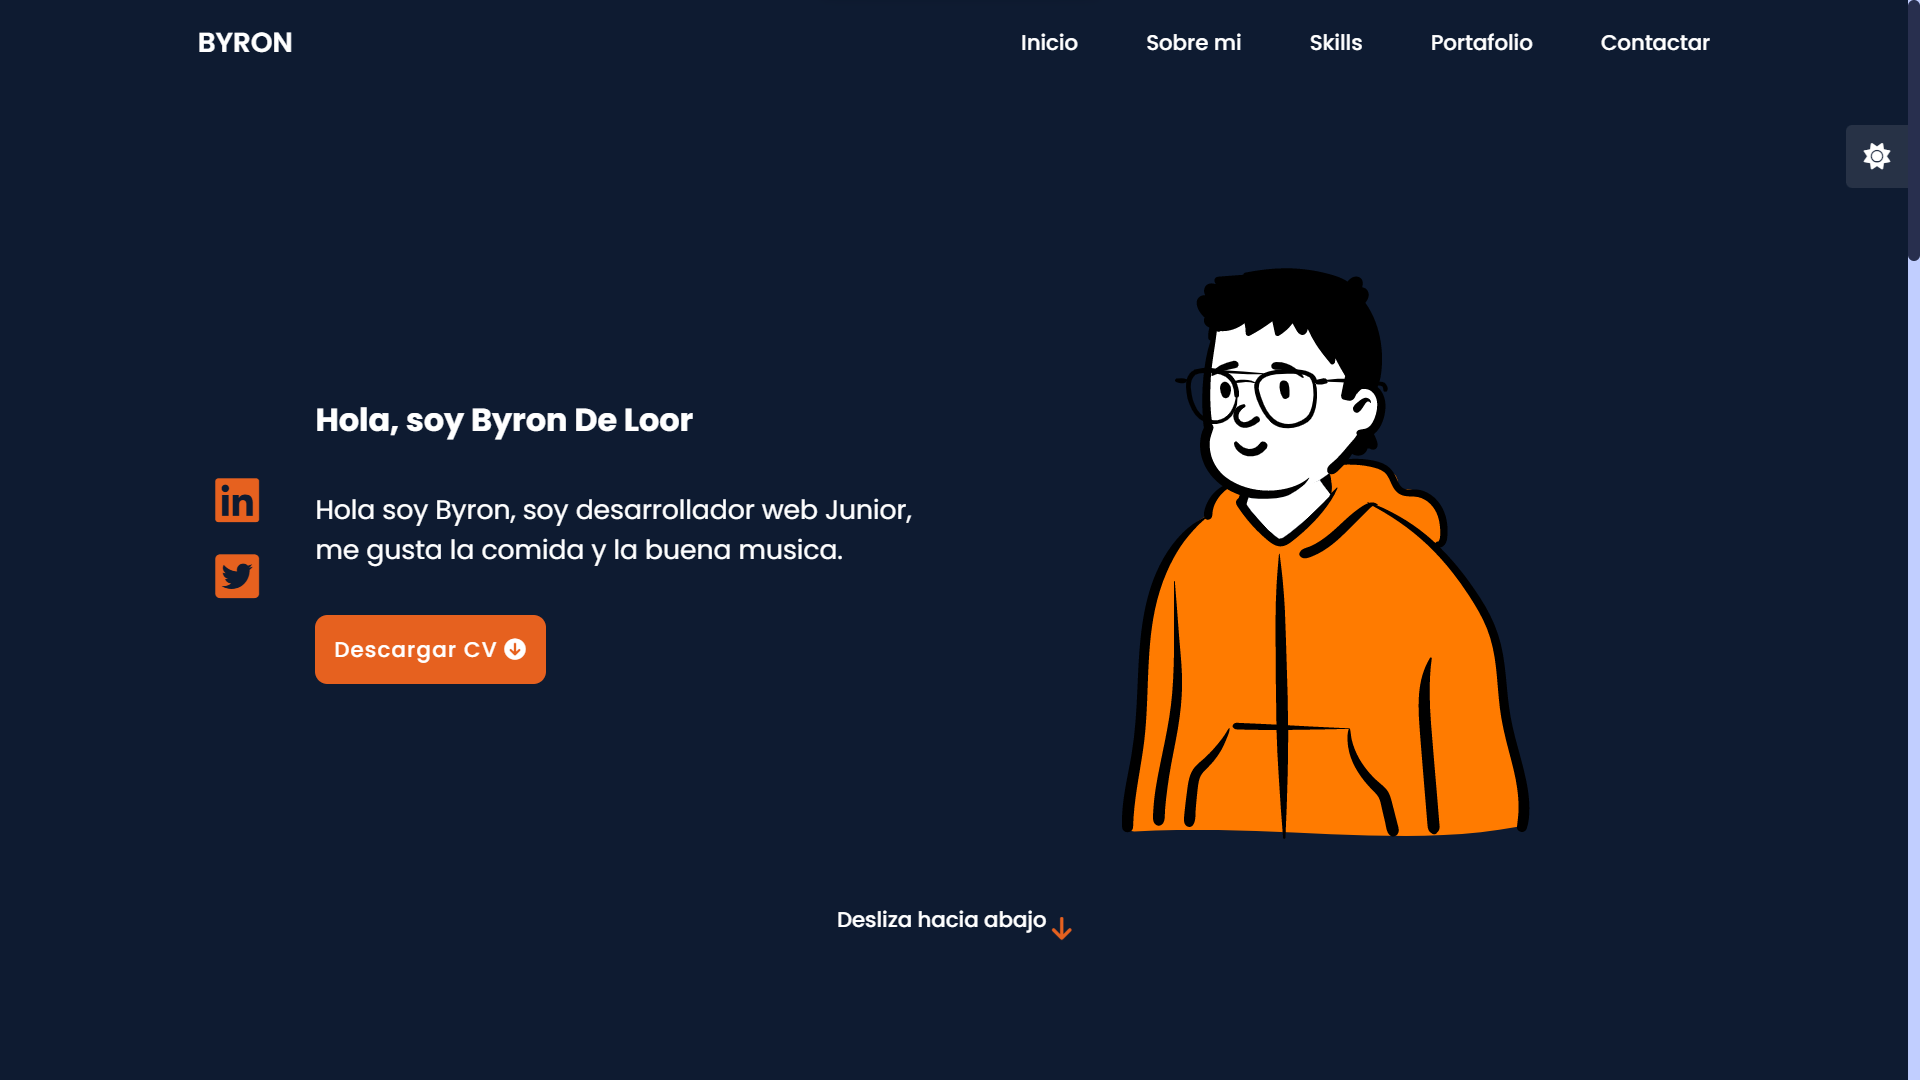 BYRON
Inicio
Sobre mi
Skills
Portafolio
Contactar
Hola, soy Byron De Loor
Hola soy Byron, soy desarrollador web Junior,
me gusta la comida y la buena musica.
Descargar CV
Desliza hacia abajo